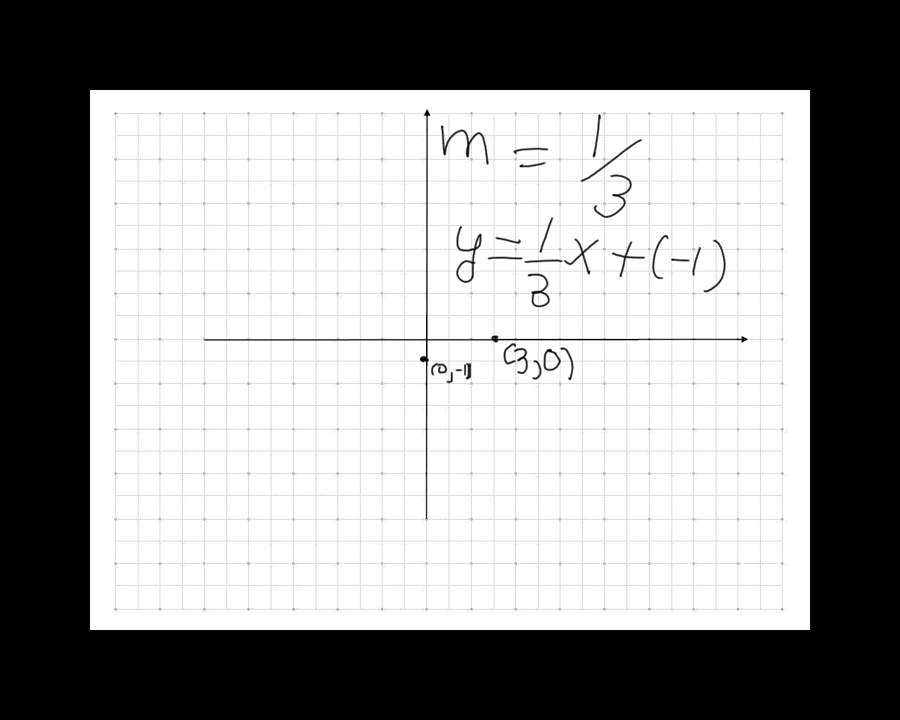 m = 1/3
y = 1/3 x + (-1)
(3,0)
(0,-1)